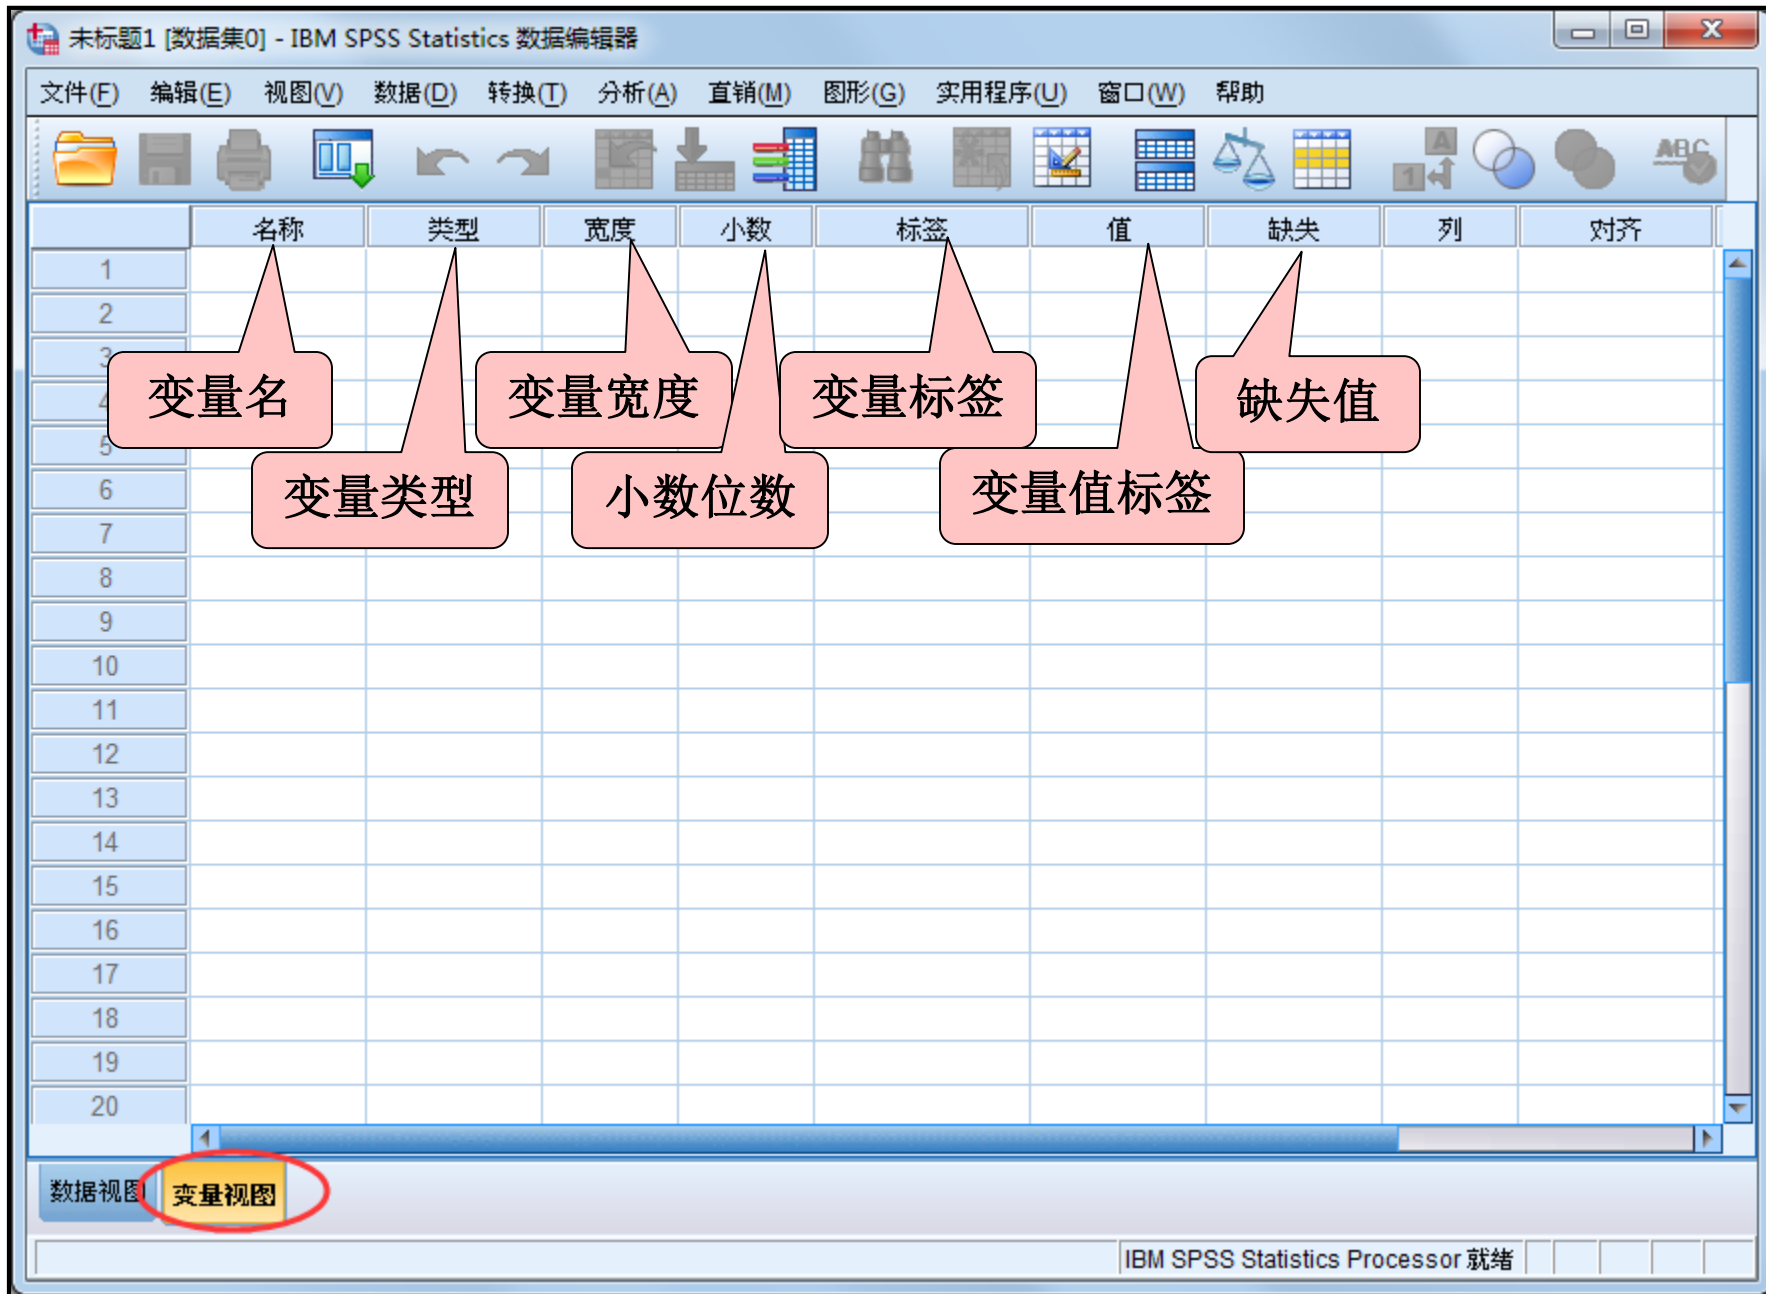 未标题1 [数据集0] - IBM SPSS Statistics 数据编辑器
文件(F) 编辑(E) 视图(V) 数据(D) 转换(T) 分析(A) 直销(M) 图形(G) 实用程序(U) 窗口(W) 帮助
A
1
ABC
名称 类型 宽度 小数 标签 值 缺失 列 对齐
1
2
3
4
5
6
7
8
9
10
11
12
13
14
15
16
17
18
19
20
变量名 变量宽度 变量标签 缺失值
变量类型 小数位数 变量值标签
数据视图 变量视图
IBM SPSS Statistics Processor 就绪